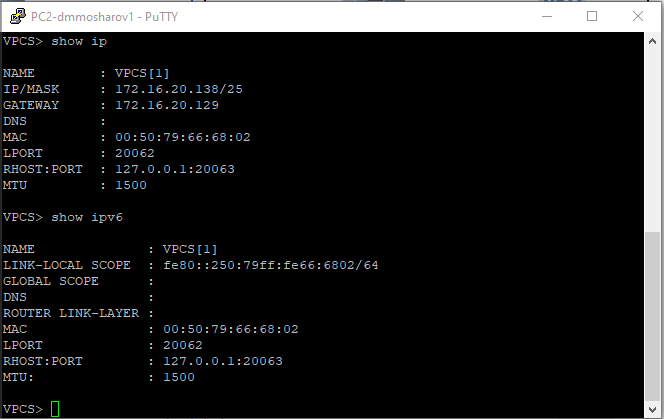 PC2-dmmosharov1 - PuTTY
VPCS> show ip
NAME : VPCS[1]
IP/MASK : 172.16.20.138/25
GATEWAY : 172.16.20.129
DNS :
MAC : 00:50:79:66:68:02
LPORT : 20062
RHOST:PORT : 127.0.0.1:20063
MTU : 1500
VPCS> show ipv6
NAME : VPCS[1]
LINK-LOCAL SCOPE : fe80::250:79ff:fe66:6802/64
GLOBAL SCOPE :
DNS :
ROUTER LINK-LAYER :
MAC : 00:50:79:66:68:02
LPORT : 20062
RHOST:PORT : 127.0.0.1:20063
MTU: : 1500
VPCS>